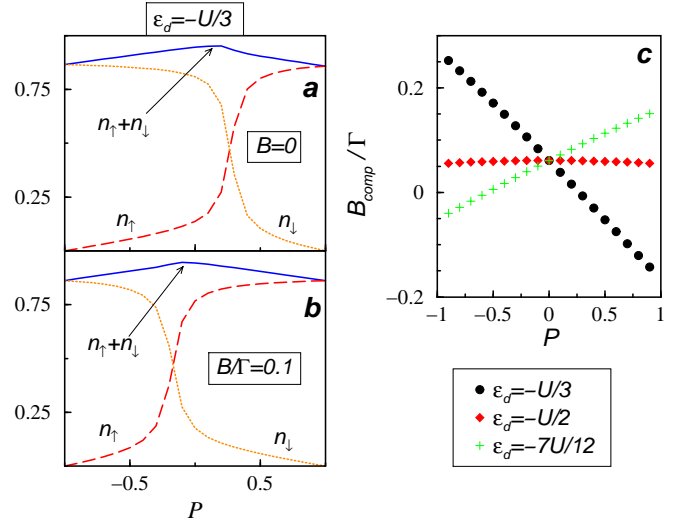 ε_d=−U/3
a
0.75
n↑+n↓
B=0
0.25
n↑
n↓
b
0.75
n↑+n↓
B/Γ=0.1
0.25
n↑
n↓
−0.5
0.5
P
c
0.2
B_comp/Γ
0
−0.2
−1
−0.5
0
0.5
1
P
ε_d=−U/3
ε_d=−U/2
ε_d=−7U/12